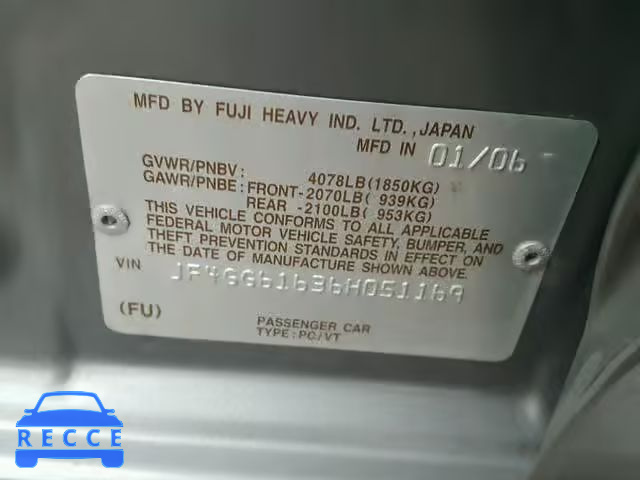 MFD BY FUJI HEAVY IND. LTD.,JAPAN
MFD IN 01/06
GVWR/PNBV: 4078LB(1850KG)
GAWR/PNBE: FRONT-2070LB( 939KG)
REAR -2100LB( 953KG)
THIS VEHICLE CONFORMS TO ALL APPLICABLE
FEDERAL MOTOR VEHICLE SAFETY, BUMPER, AND
THEFT PREVENTION STANDARDS IN EFFECT ON
THE DATE OF MANUFACTURE SHOWN ABOVE.
VIN JF4GG61636H051169
(FU)
PASSENGER CAR
TYPE:PC/VT
RECCE